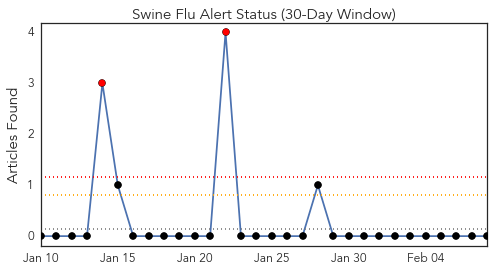 Swine Flu Alert Status (30-Day Window)
Articles Found
4
3
2
1
0
Jan 10
Jan 15
Jan 20
Jan 25
Jan 30
Feb 04